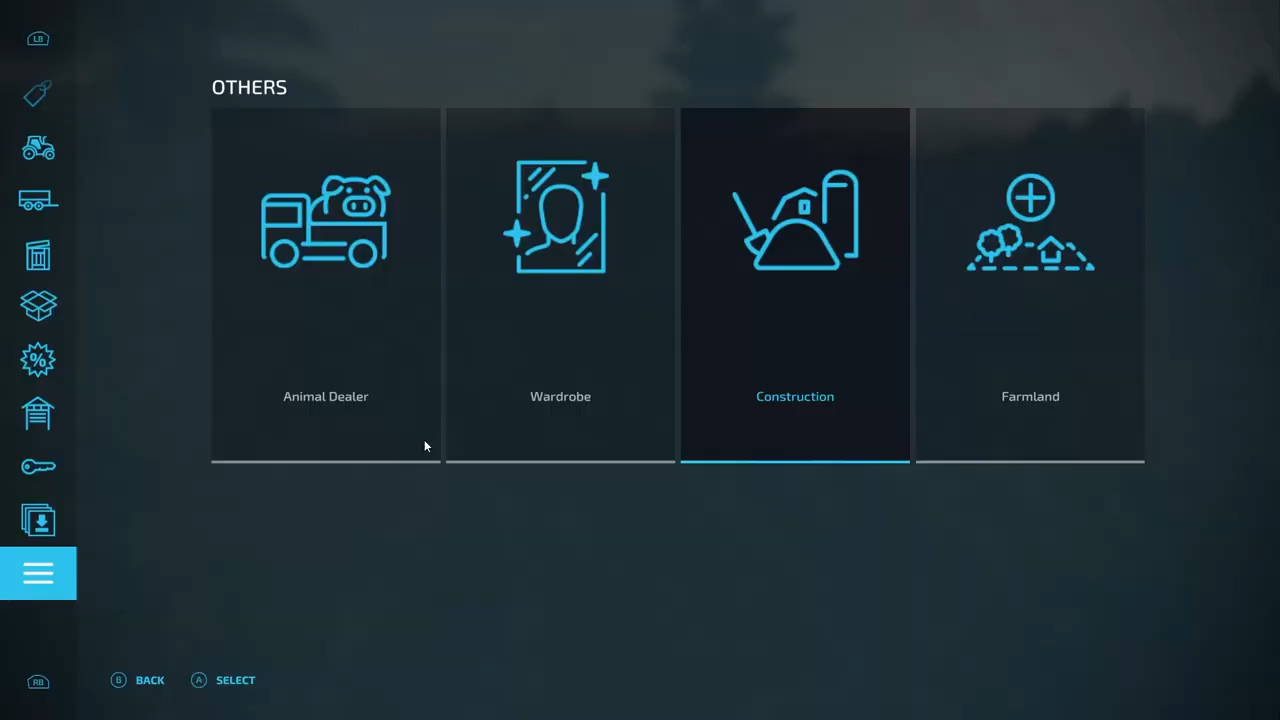 LB
OTHERS
Animal Dealer
Wardrobe
Construction
Farmland
%
RB
B BACK
A SELECT